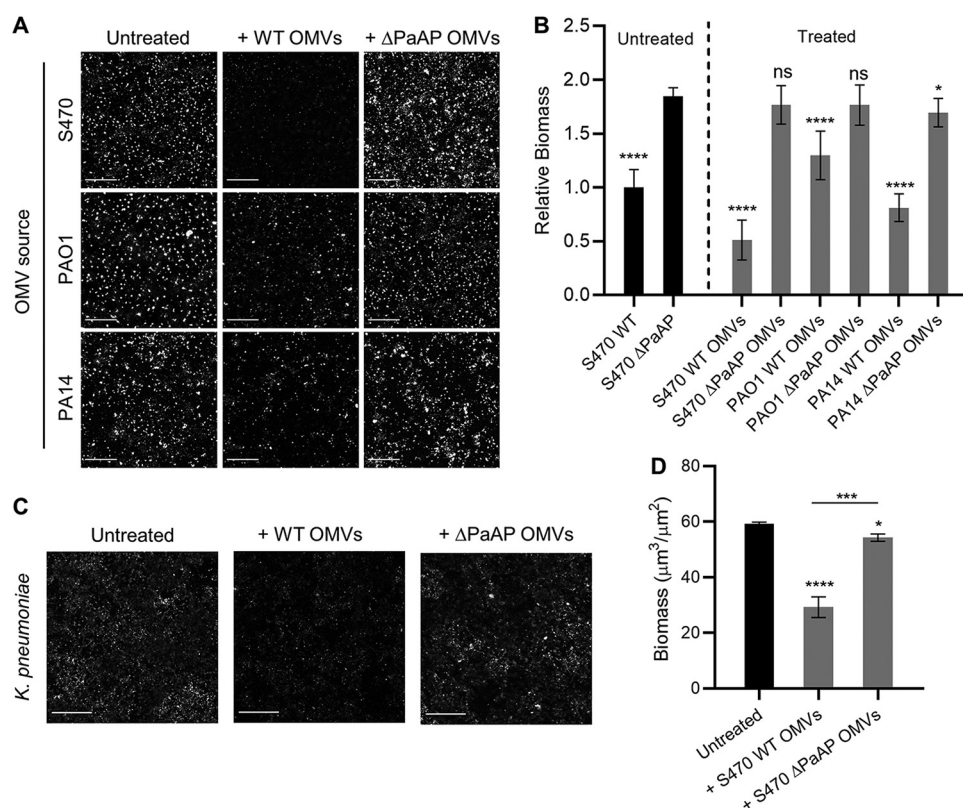 A
Untreated
+ WT OMVs
+ ΔPaAP OMVs
OMV source
S470
PAO1
PA14
B
Untreated
Treated
Relative Biomass
2.0
1.5
1.0
0.5
0.0
****
****
ns
****
ns
****
*
S470 WT
S470 ΔPaAP
S470 WT OMVs
S470 ΔPaAP OMVs
PAO1 WT OMVs
PAO1 ΔPaAP OMVs
PA14 WT OMVs
PA14 ΔPaAP OMVs
C
Untreated
+ WT OMVs
+ ΔPaAP OMVs
K. pneumoniae
D
Biomass (μm³/μm²)
80
60
40
20
0
***
****
*
Untreated
+ S470 WT OMVs
+ S470 ΔPaAP OMVs